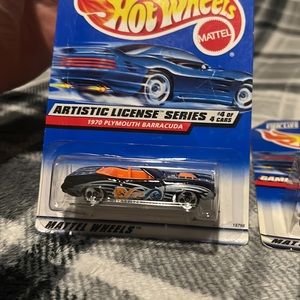 HOT WHEELS
MATTEL
ARTISTIC LICENSE SERIES #4 OF
4 CARS
1970 PLYMOUTH BARRACUDA
MATTEL WHEELS